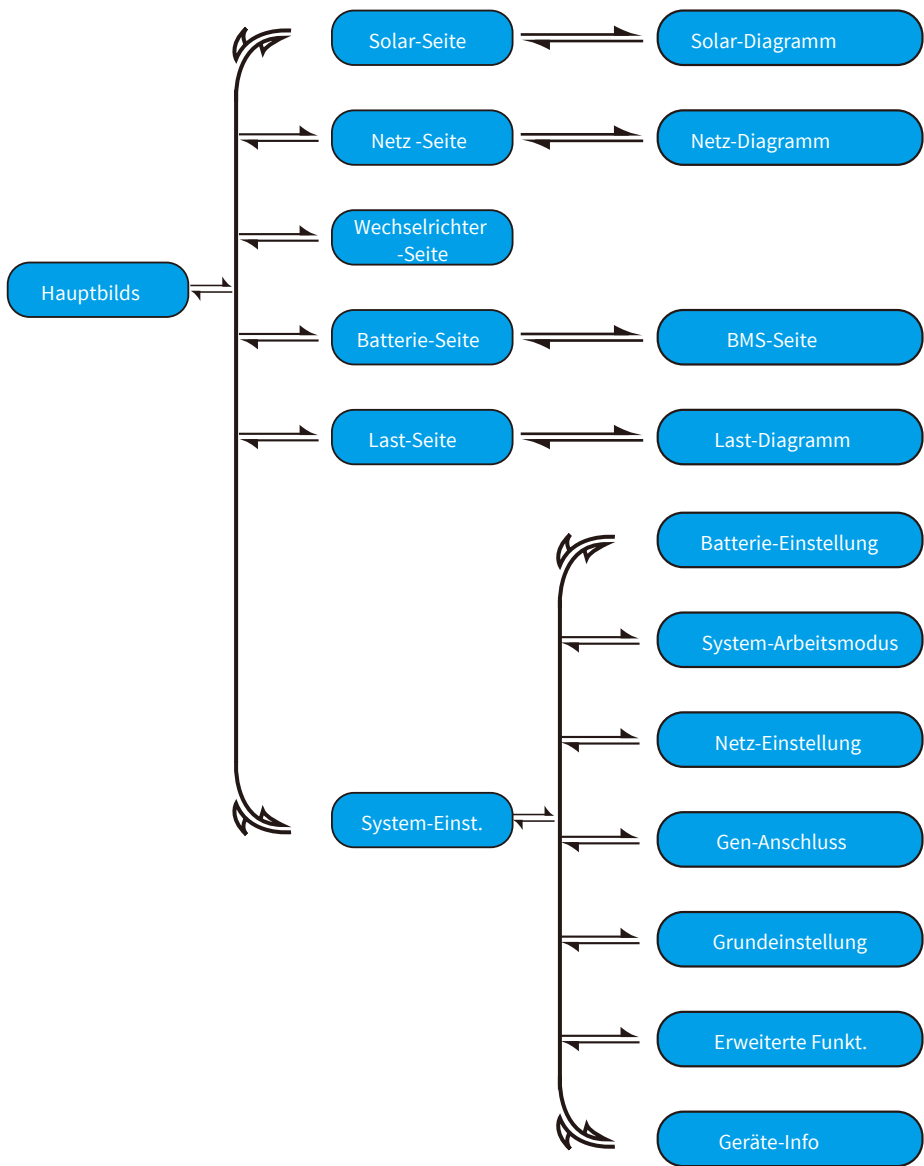 Solar-Seite
Solar-Diagramm
Netz -Seite
Netz-Diagramm
Wechselrichter
-Seite
Hauptbilds
Batterie-Seite
BMS-Seite
Last-Seite
Last-Diagramm
Batterie-Einstellung
System-Arbeitsmodus
Netz-Einstellung
System-Einst.
Gen-Anschluss
Grundeinstellung
Erweiterte Funkt.
Geräte-Info